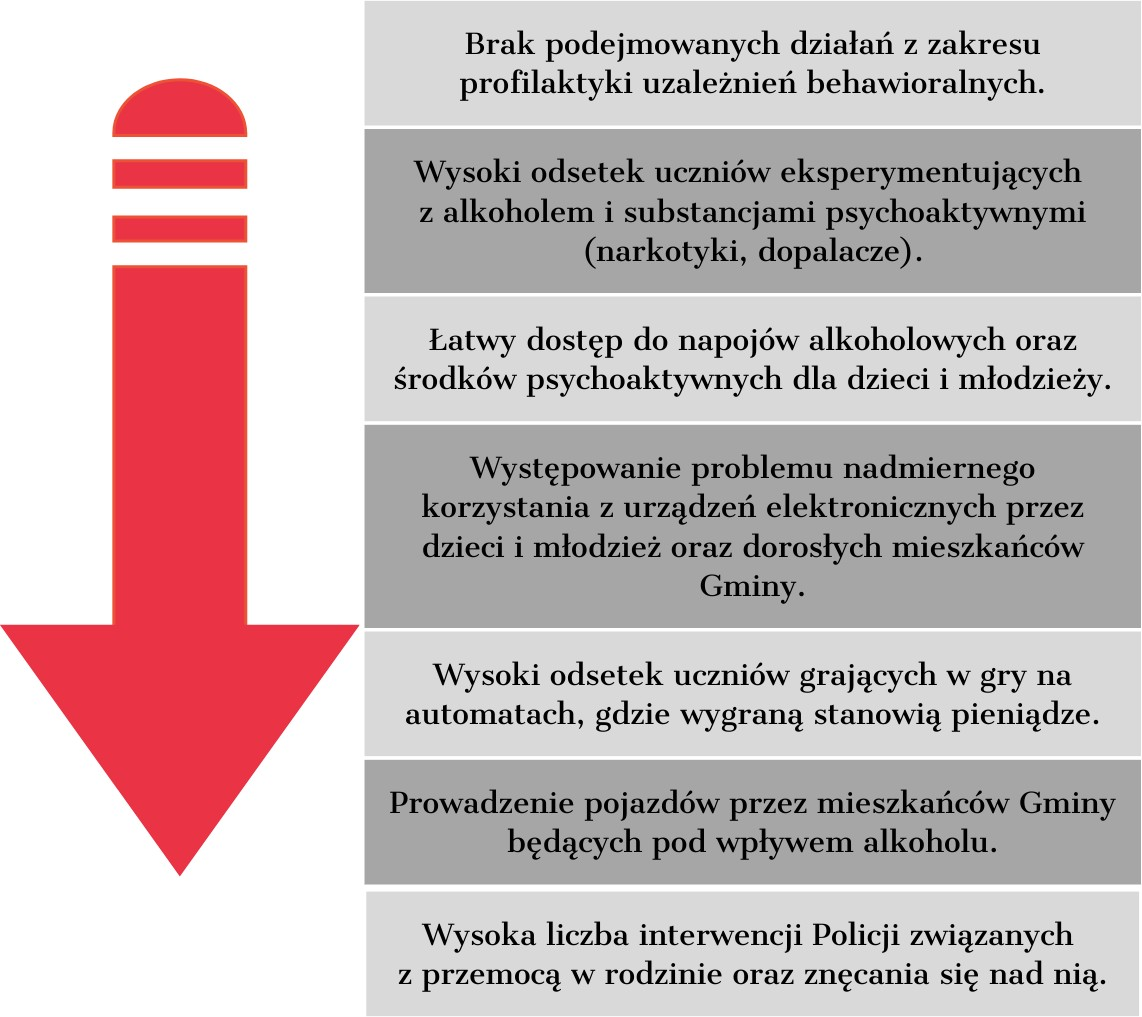 Brak podejmowanych działań z zakresu
profilaktyki uzależnień behawioralnych.
Wysoki odsetek uczniów eksperymentujących
z alkoholem i substancjami psychoaktywnymi
(narkotyki, dopalacze).
Łatwy dostęp do napojów alkoholowych oraz
środków psychoaktywnych dla dzieci i młodzieży.
Występowanie problemu nadmiernego
korzystania z urządzeń elektronicznych przez
dzieci i młodzież oraz dorosłych mieszkańców
Gminy.
Wysoki odsetek uczniów grających w gry na
automatach, gdzie wygraną stanowią pieniądze.
Prowadzenie pojazdów przez mieszkańców Gminy
będących pod wpływem alkoholu.
Wysoka liczba interwencji Policji związanych
z przemocą w rodzinie oraz znęcania się nad nią.